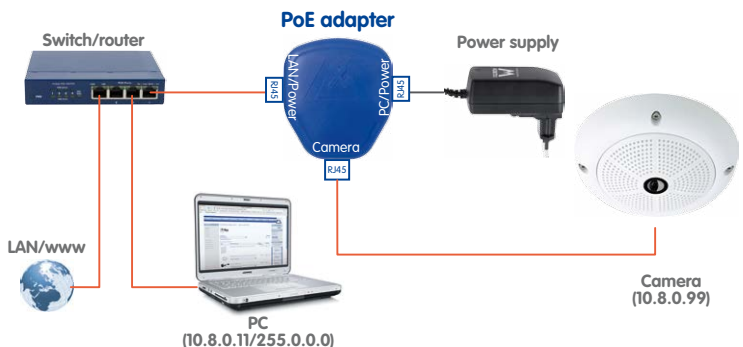 PoE adapter
Switch/router
Power supply
LAN/Power
PC/Power
RJ45
RJ45
Camera
RJ45
LAN/www
PC
(10.8.0.11/255.0.0.0)
Camera
(10.8.0.99)